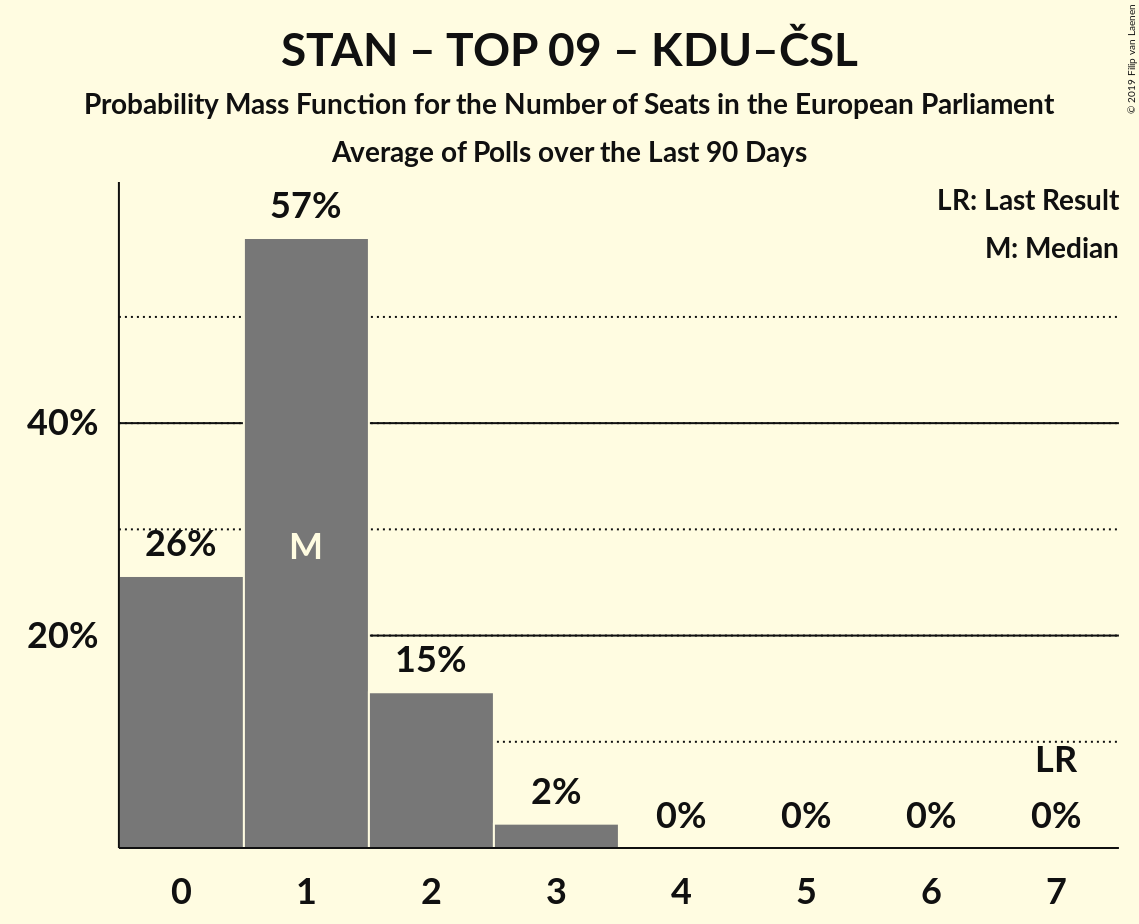 STAN – TOP 09 – KDU–ČSL
Probability Mass Function for the Number of Seats in the European Parliament
Average of Polls over the Last 90 Days
© 2019 Filip van Laenen
LR: Last Result
M: Median
57%
40%
26%
M
20%
15%
2%
LR
0%
0%
0%
0%
0 1 2 3 4 5 6 7